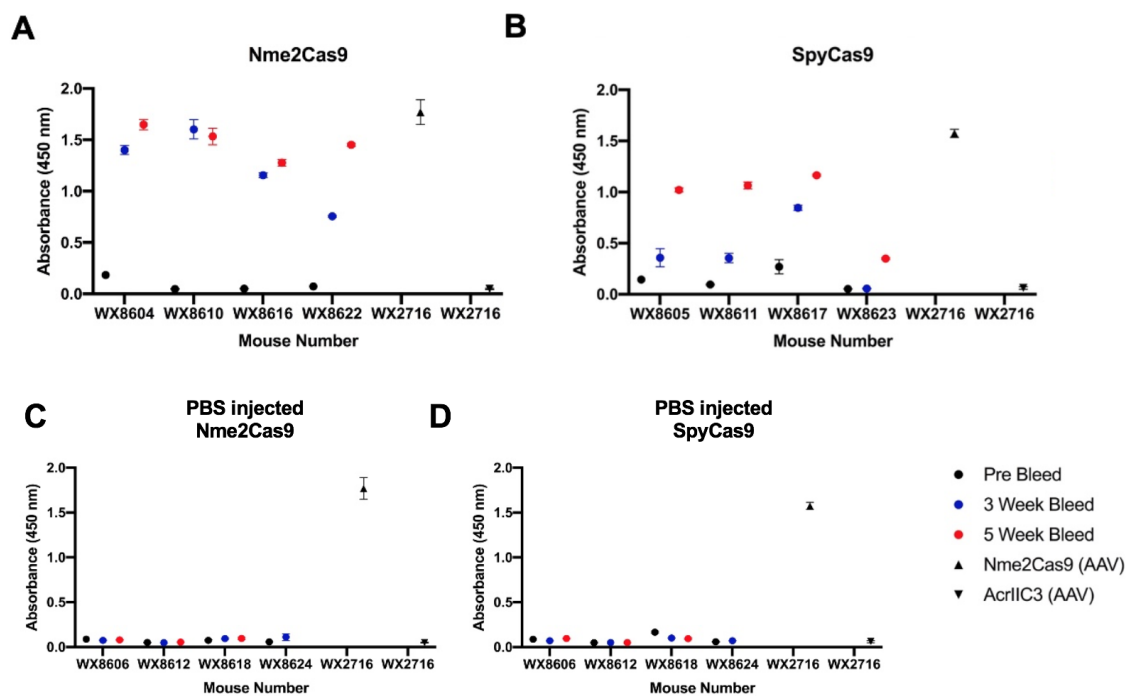 A
Nme2Cas9
Absorbance (450 nm)
2.0
1.5
1.0
0.5
0.0
WX8604 WX8610 WX8616 WX8622 WX2716 WX2716
Mouse Number
B
SpyCas9
Absorbance (450 nm)
2.0
1.5
1.0
0.5
0.0
WX8605 WX8611 WX8617 WX8623 WX2716 WX2716
Mouse Number
C
PBS injected
Nme2Cas9
Absorbance (450 nm)
2.0
1.5
1.0
0.5
0.0
WX8606 WX8612 WX8618 WX8624 WX2716 WX2716
Mouse Number
D
PBS injected
SpyCas9
Absorbance (450 nm)
2.0
1.5
1.0
0.5
0.0
WX8606 WX8612 WX8618 WX8624 WX2716 WX2716
Mouse Number
Pre Bleed
3 Week Bleed
5 Week Bleed
Nme2Cas9 (AAV)
AcrIIC3 (AAV)